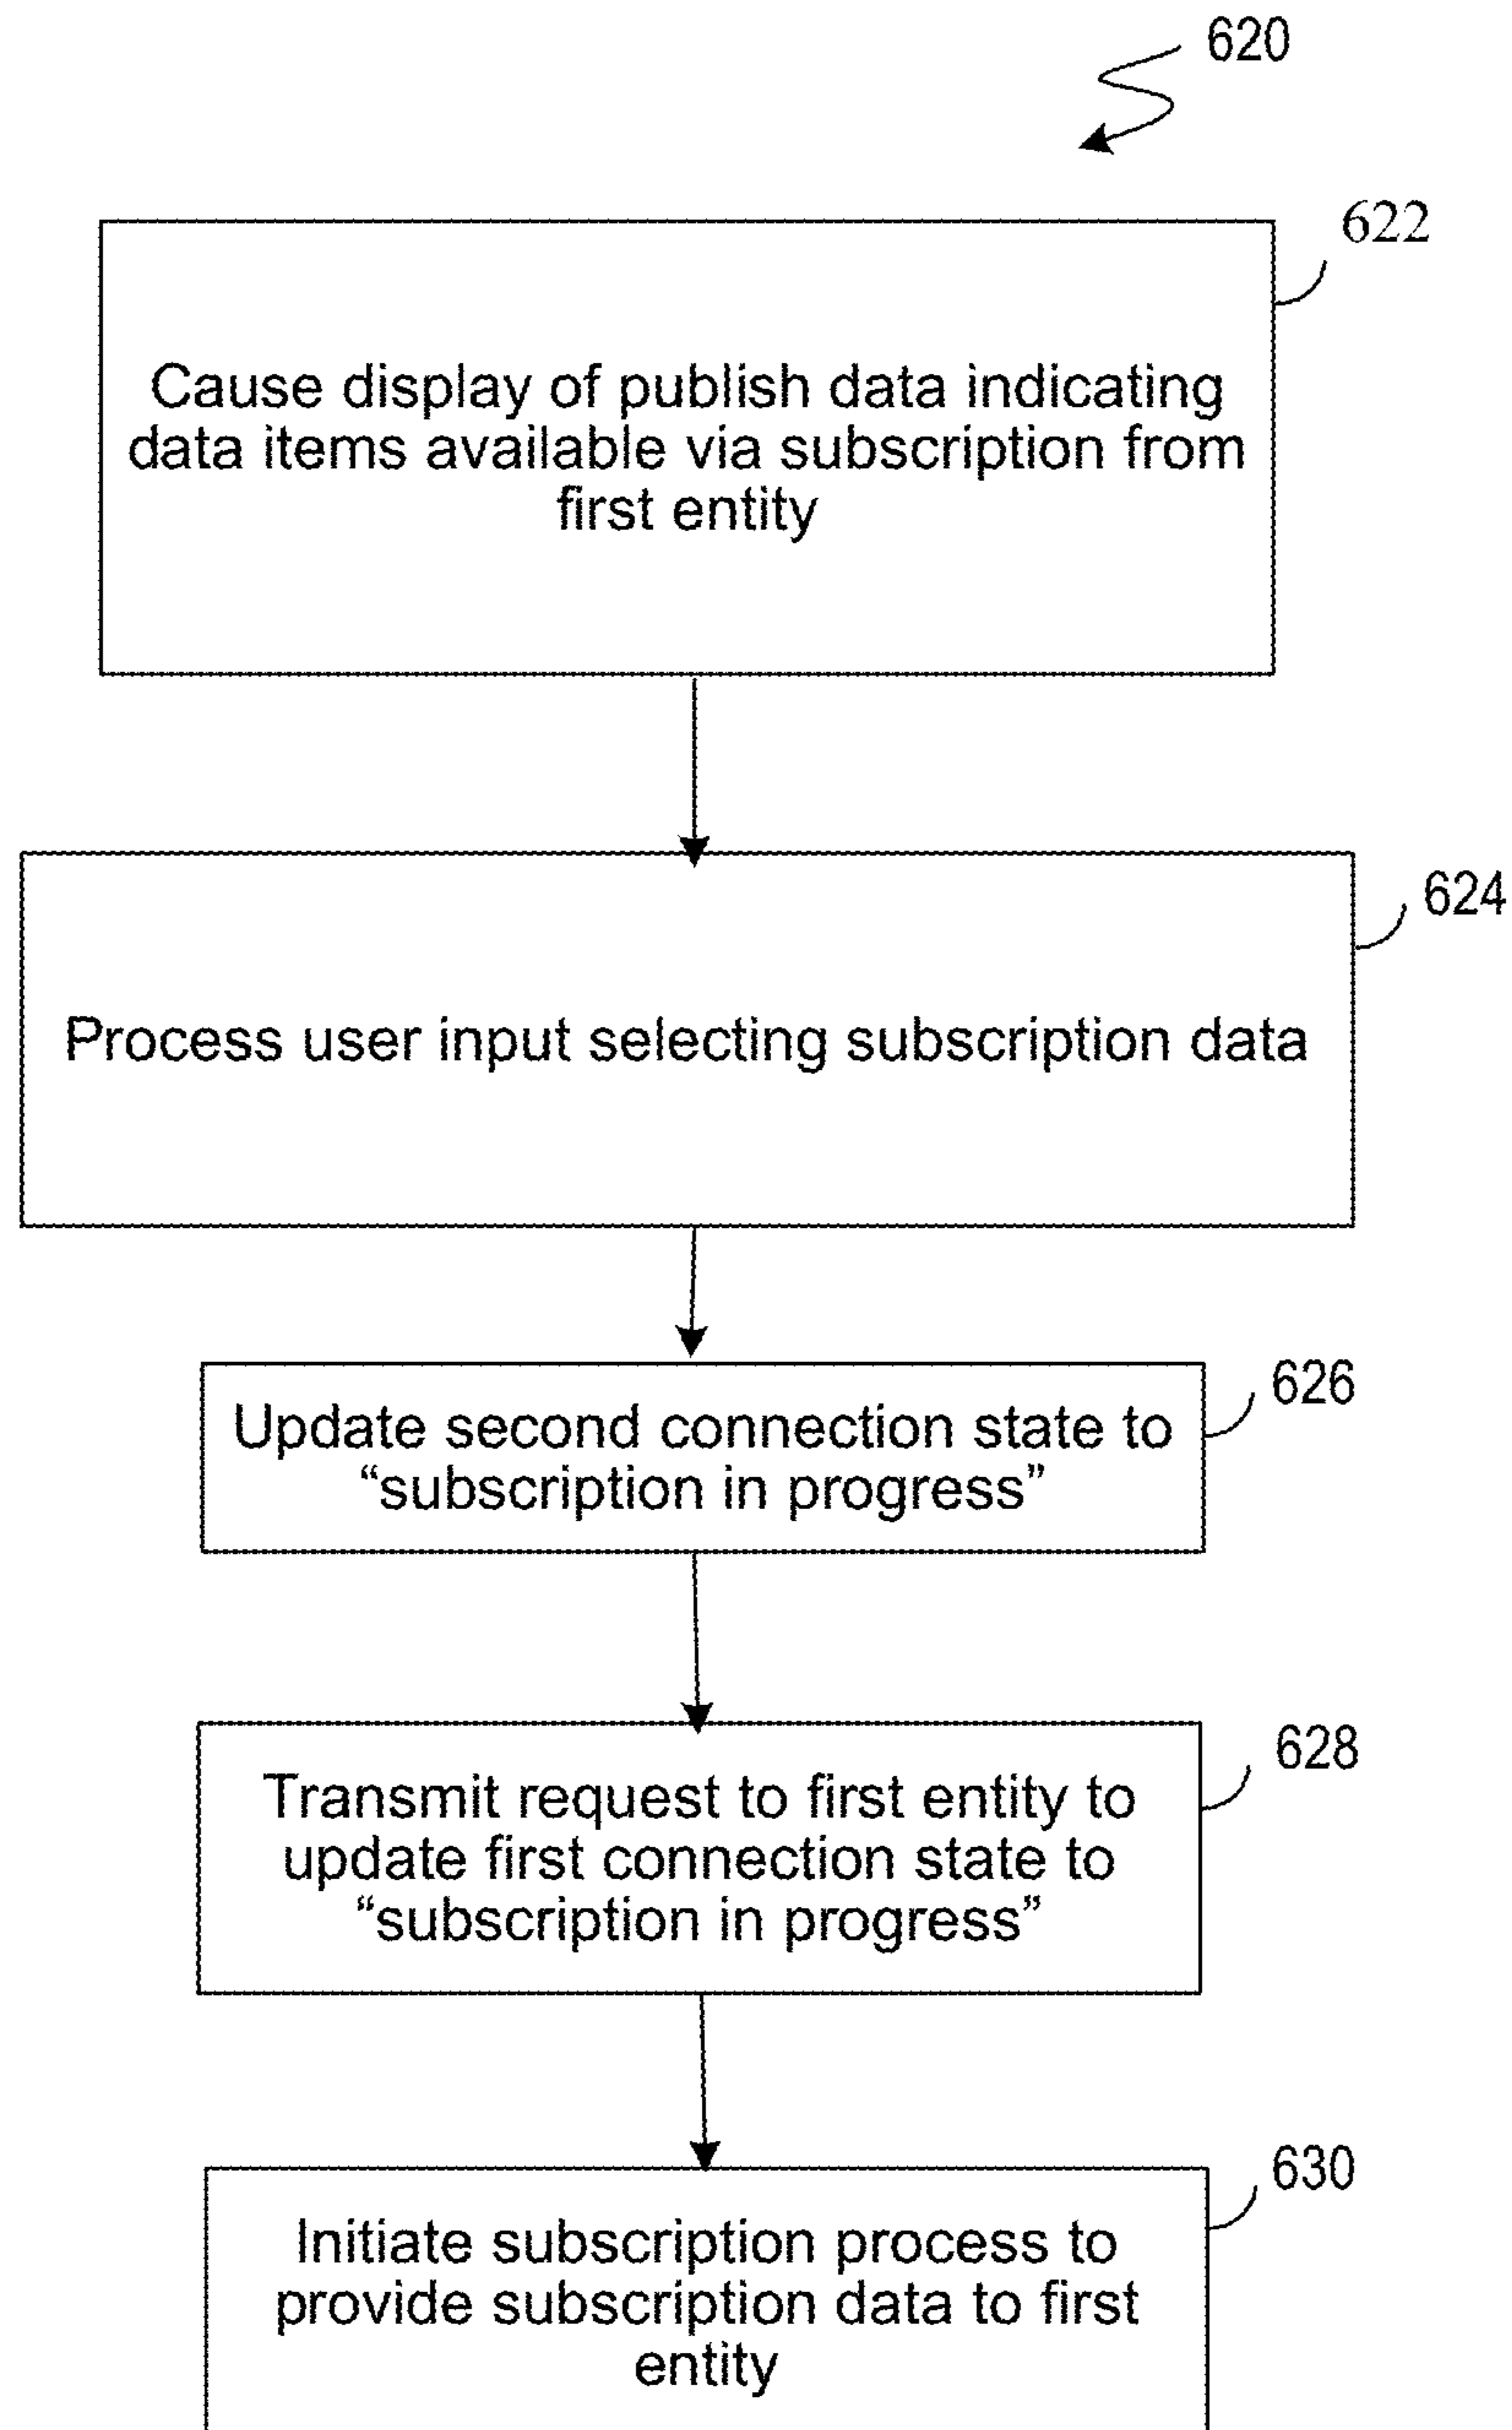 620
622
Cause display of publish data indicating
data items available via subscription from
first entity
624
Process user input selecting subscription data
626
Update second connection state to
“subscription in progress”
628
Transmit request to first entity to
update first connection state to
“subscription in progress”
630
Initiate subscription process to
provide subscription data to first
entity